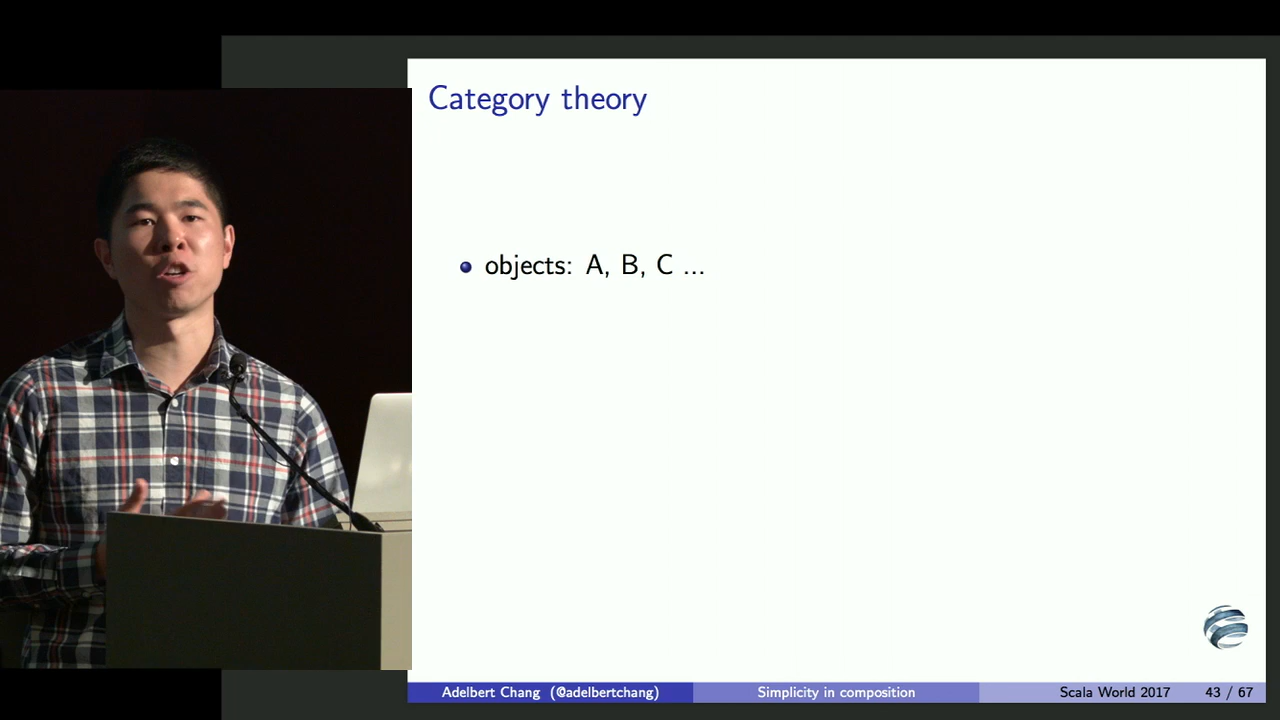 Category theory
objects: A, B, C ...
Adelbert Chang (@adelbertchang)
Simplicity in composition
Scala World 2017
43 / 67